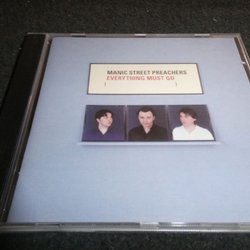 MANIC STREET PREACHERS
EVERYTHING MUST GO
( )